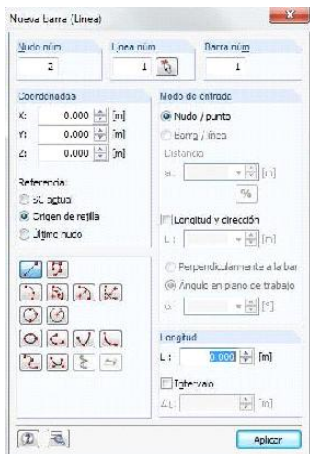 Nueva Barra (Línea)
Nudo núm
Línea núm
Barra núm
2
1
1
Coordenadas
X: 0.000 [m]
Y: 0.000 [m]
Z: 0.000 [m]
Referencia:
SC actual
Origen de rejilla
Último nudo
Modo de entrada
Nudo / punto
Barra / línea
Distancia
[m]
%
Longitud y dirección
L : [m]
Perpendicularmente a la bar
Ángulo en plano de trabajo
[°]
Longitud
L : 0.000 [m]
Intervalo
[m]
Aplicar